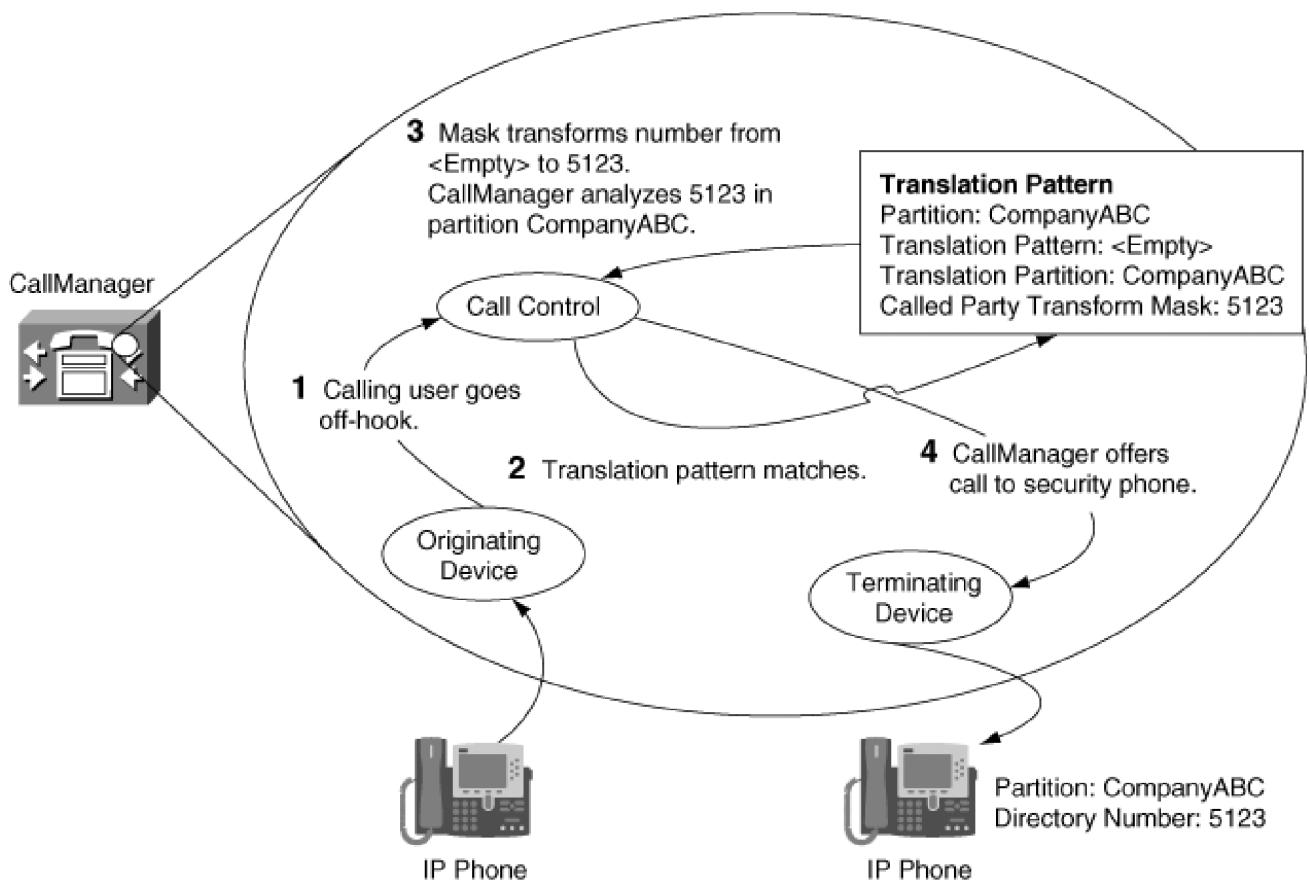 3 Mask transforms number from
<Empty> to 5123.
CallManager analyzes 5123 in
partition CompanyABC.
Translation Pattern
Partition: CompanyABC
Translation Pattern: <Empty>
Translation Partition: CompanyABC
Called Party Transform Mask: 5123
CallManager
Call Control
1 Calling user goes
off-hook.
2 Translation pattern matches.
4 CallManager offers
call to security phone.
Originating
Device
Terminating
Device
Partition: CompanyABC
Directory Number: 5123
IP Phone
IP Phone